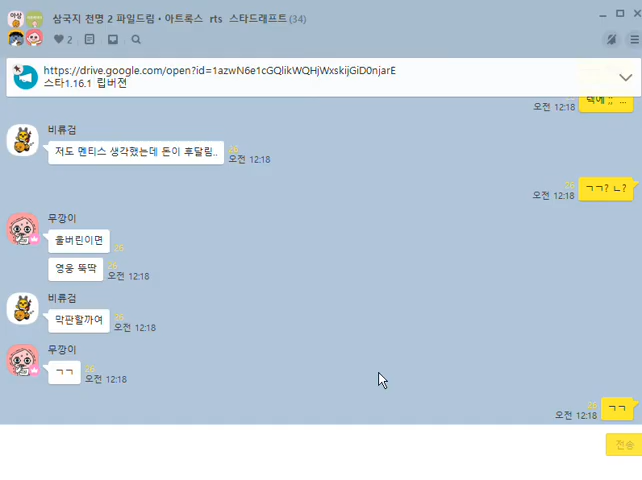 삼국지 전명 2 파일드림・아트록스 rts 스타드래프트 (34)
2
https://drive.google.com/open?id=1azwN6e1cGQlikWQHjWxskijGiD0njarE
스타1.16.1 립버젼
오전 12:18
비류검
저도 멘티스 생각했는데 돈이 후달림..
26
오전 12:18
26
오전 12:18
ㄱㄱ? ㄴ?
무깡이
울버린이면
26
영웅 뚝딱
26
오전 12:18
비류검
막판할까여
26
오전 12:18
무깡이
ㄱㄱ
26
오전 12:18
26
오전 12:18
ㄱㄱ
전송